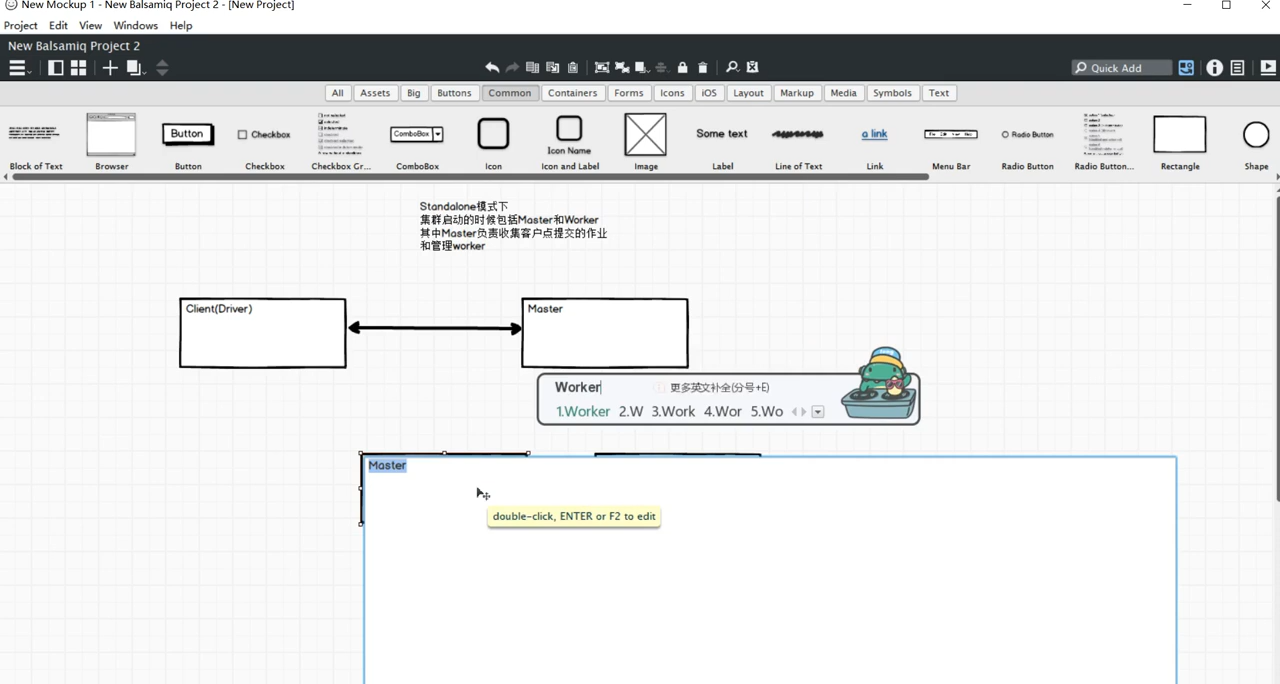 New Mockup 1 - New Balsamiq Project 2 - [New Project]
Project Edit View Windows Help
New Balsamiq Project 2
Quick Add
All Assets Big Buttons Common Containers Forms Icons iOS Layout Markup Media Symbols Text
Button
Checkbox
ComboBox
Icon Name
Some text
a link
Radio Button
Block of Text Browser Button Checkbox Checkbox Gr... ComboBox Icon Icon and Label Image Label Line of Text Link Menu Bar Radio Button Radio Button... Rectangle Shape
Standalone模式下
集群启动的时候包括Master和Worker
其中Master负责收集客户点提交的作业
和管理worker
Client(Driver)
Master
Worker
更多英文补全(分号+E)
1.Worker 2.W 3.Work 4.Wor 5.Wo
Master
double-click, ENTER or F2 to edit